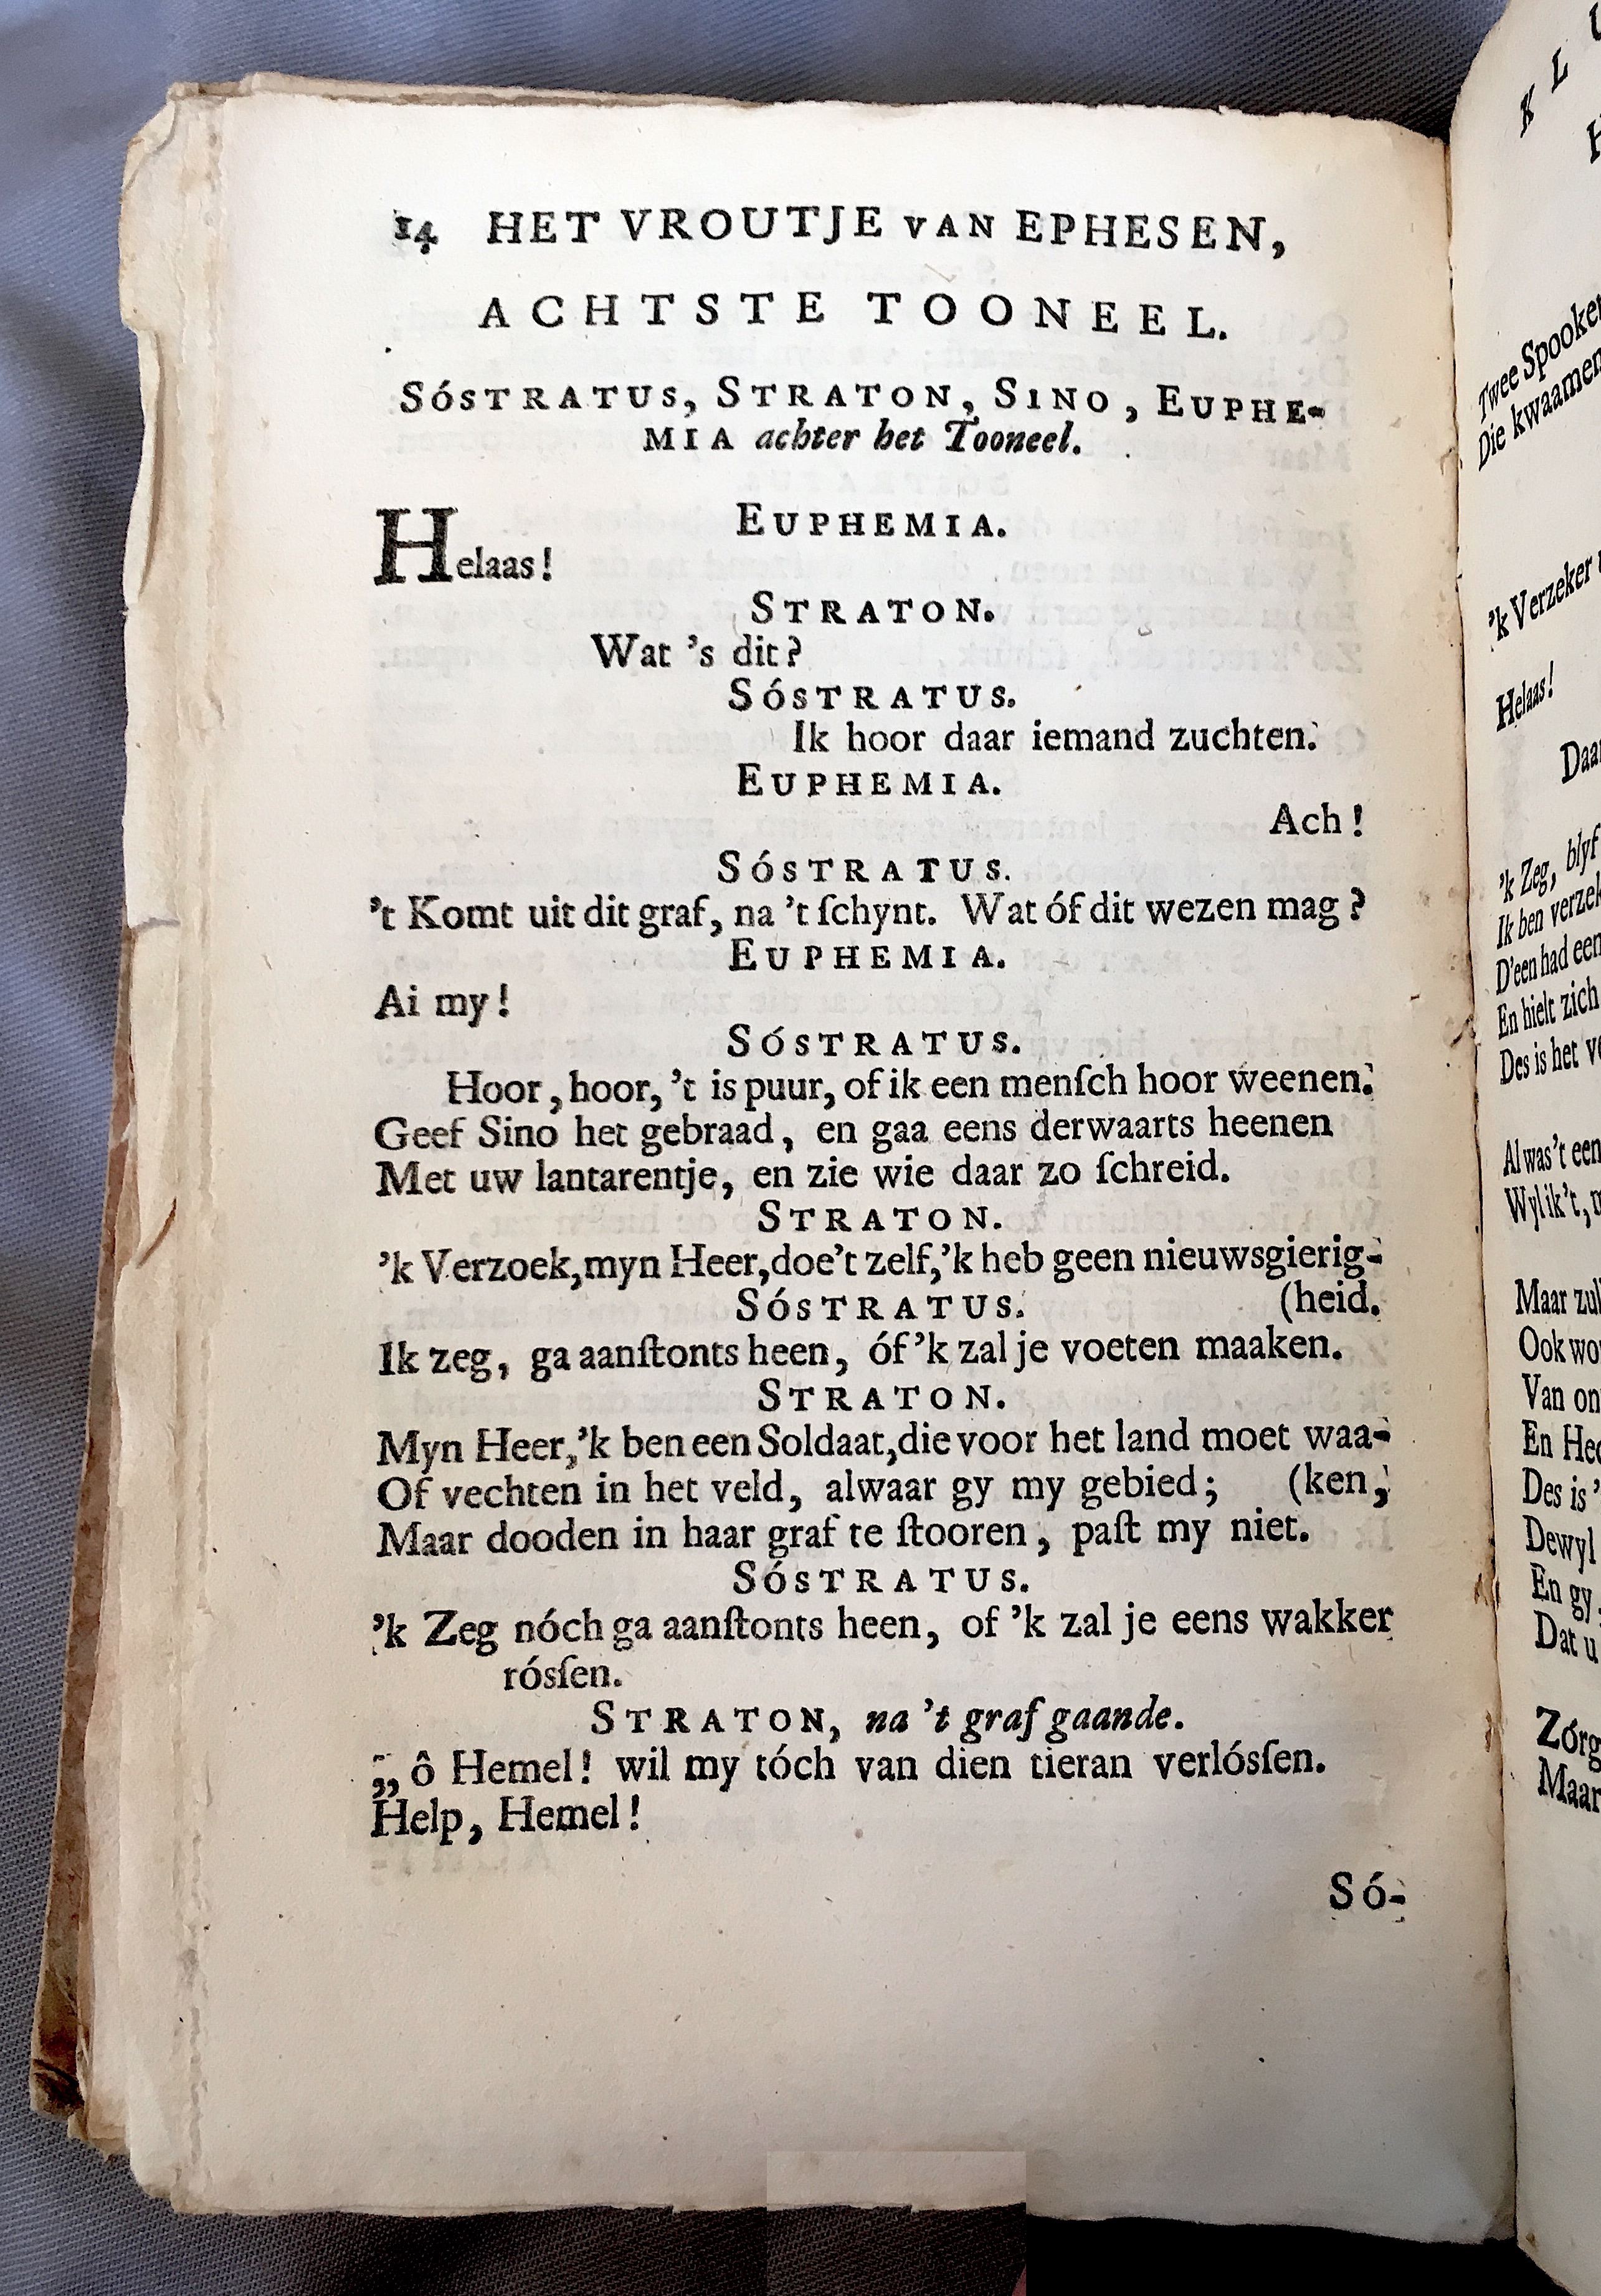 14 HET VROUTJE VAN EPHESEN,
ACHTSTE TOONEEL.
SóSTRATUS, STRATON, SINO, EUPHE-
MIA achter het Tooneel.
EUPHEMIA.
Helaas!
STRATON.
Wat 's dit?
SóSTRATUS.
Ik hoor daar iemand zuchten.
EUPHEMIA.
Ach!
SóSTRATUS.
't Komt uit dit graf, na 't ſchynt. Wat óf dit wezen mag?
EUPHEMIA.
Ai my!
SóSTRATUS.
Hoor, hoor, 't is puur, of ik een menſch hoor weenen.
Geef Sino het gebraad, en gaa eens derwaarts heenen
Met uw lantarentje, en zie wie daar zo ſchreid.
STRATON.
'k Verzoek, myn Heer, doe't zelf, 'k heb geen nieuwsgierig-
SóSTRATUS. (heid.
Ik zeg, ga aanſtonts heen, óf 'k zal je voeten maaken.
STRATON.
Myn Heer, 'k ben een Soldaat, die voor het land moet waa-
Of vechten in het veld, alwaar gy my gebied; (ken,
Maar dooden in haar graf te ſtooren, paſt my niet.
SóSTRATUS.
'k Zeg nóch ga aanſtonts heen, of 'k zal je eens wakker
rósſen.
STRATON, na 't graf gaande.
„ ô Hemel! wil my tóch van dien tieran verlósſen.
Help, Hemel!
Só-
K L U
H
Twee Spooken
Die kwaamen
'k Verzeker
Helaas!
Daar
'k Zeg, blyf
Ik ben verzek
D'een had een
En hielt zich
Des is het ve
Al was't een
Wyl ik 't, m
Maar zul
Ook wo
Van on
En Hee
Des is '
Dewyl
En gy
Dat u
Zórg
Maar